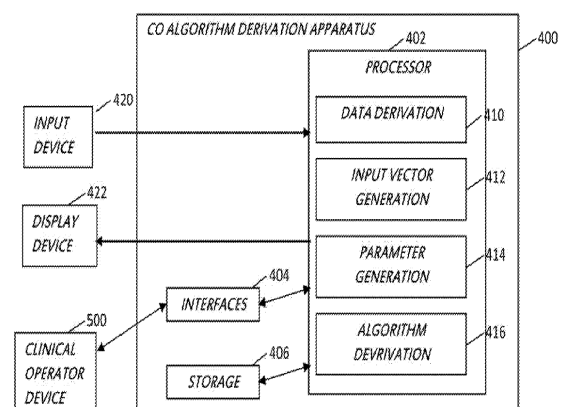 CO ALGORITHM DERIVATION APPARATUS
400
402
PROCESSOR
420
INPUT
DEVICE
DATA DERIVATION
410
INPUT VECTOR
GENERATION
412
422
DISPLAY
DEVICE
PARAMETER
GENERATION
414
404
INTERFACES
500
CLINICAL
OPERATOR
DEVICE
406
STORAGE
ALGORITHM
DEVRIVATION
416